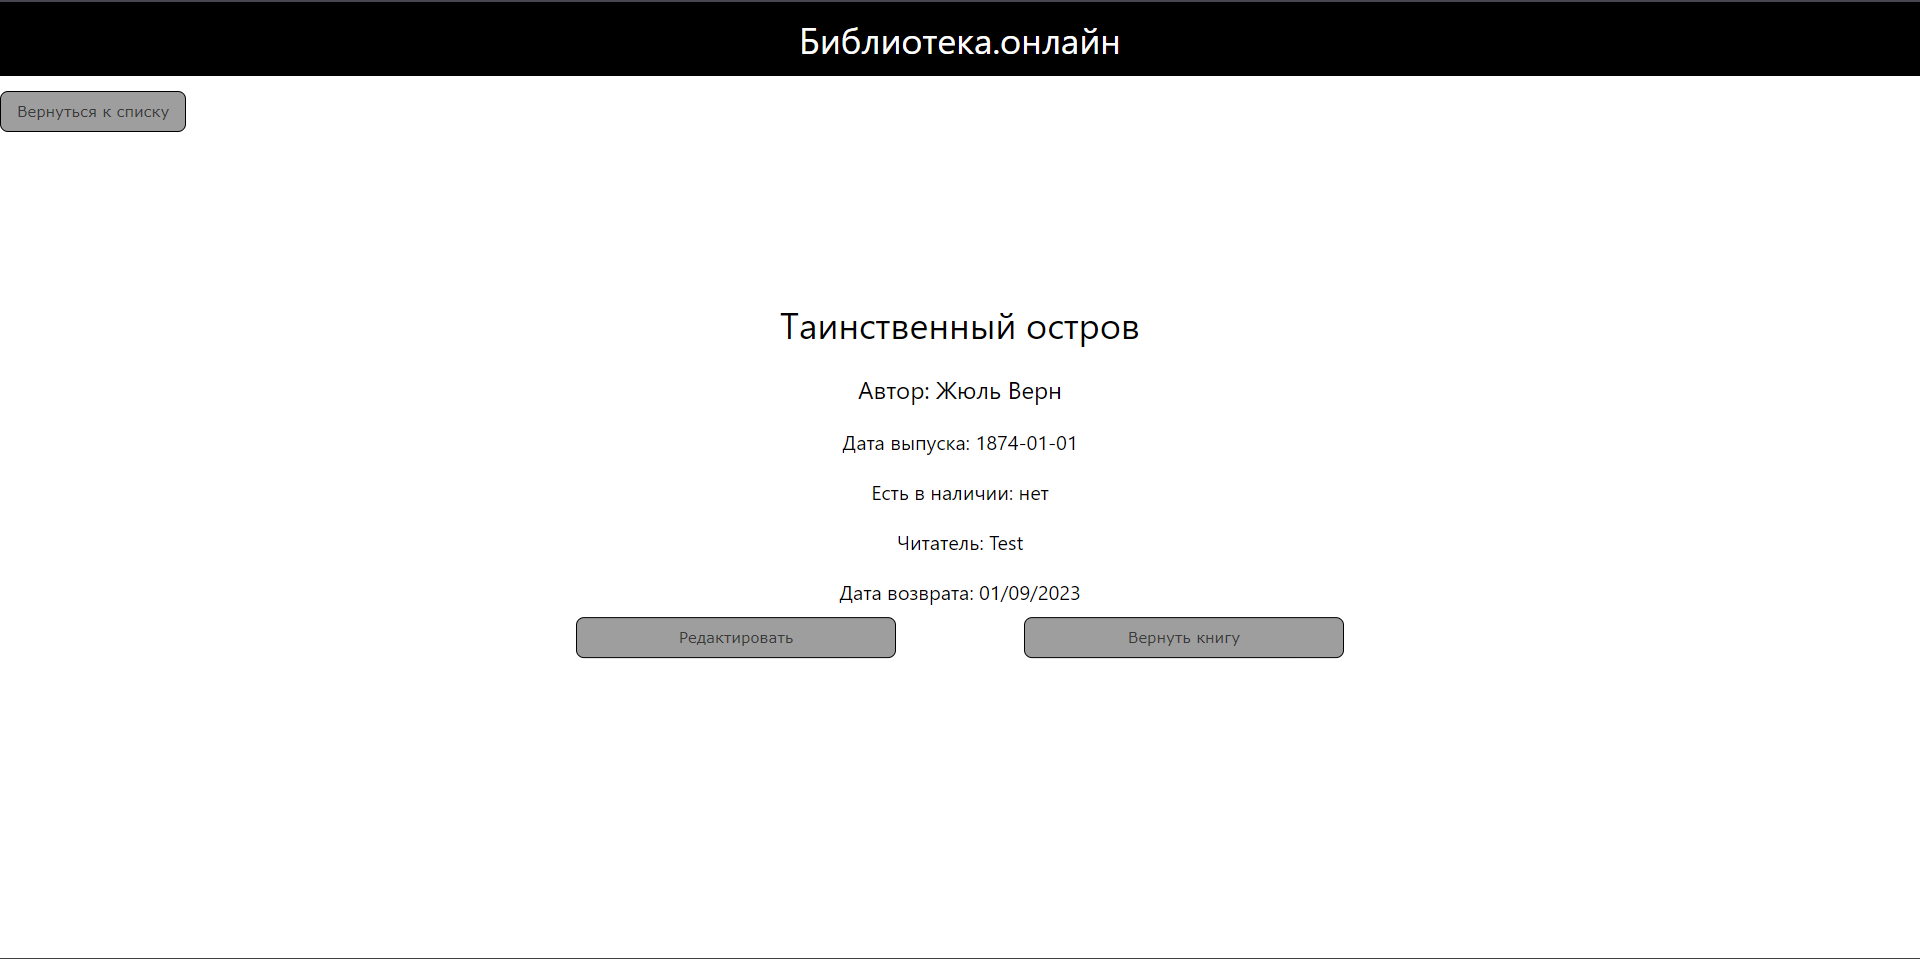 Библиотека.онлайн
Вернуться к списку
Таинственный остров
Автор: Жюль Верн
Дата выпуска: 1874-01-01
Есть в наличии: нет
Читатель: Test
Дата возврата: 01/09/2023
Редактировать
Вернуть книгу